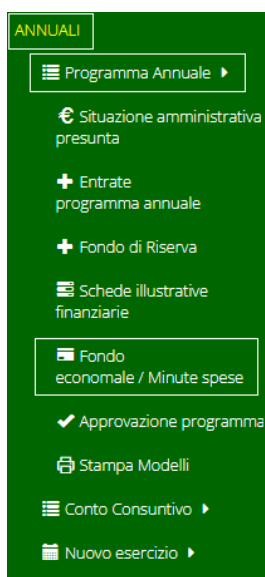 ANNUALI
Programma Annuale
Situazione amministrativa
presunta
Entrate
programma annuale
Fondo di Riserva
Schede illustrative
finanziarie
Fondo
economale / Minute spese
Approvazione programma
Stampa Modelli
Conto Consuntivo
Nuovo esercizio